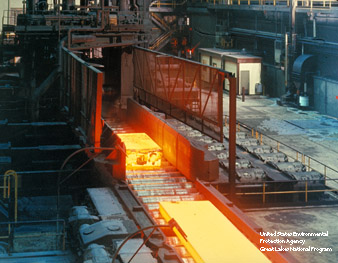 United States Environmental
Protection Agency
Great Lakes National Program